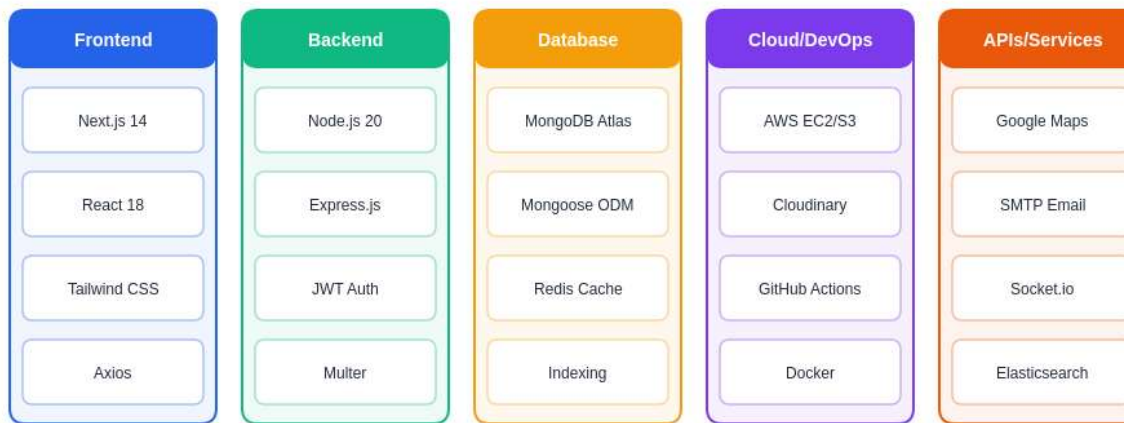 Frontend
Next.js 14
React 18
Tailwind CSS
Axios
Backend
Node.js 20
Express.js
JWT Auth
Multer
Database
MongoDB Atlas
Mongoose ODM
Redis Cache
Indexing
Cloud/DevOps
AWS EC2/S3
Cloudinary
GitHub Actions
Docker
APIs/Services
Google Maps
SMTP Email
Socket.io
Elasticsearch